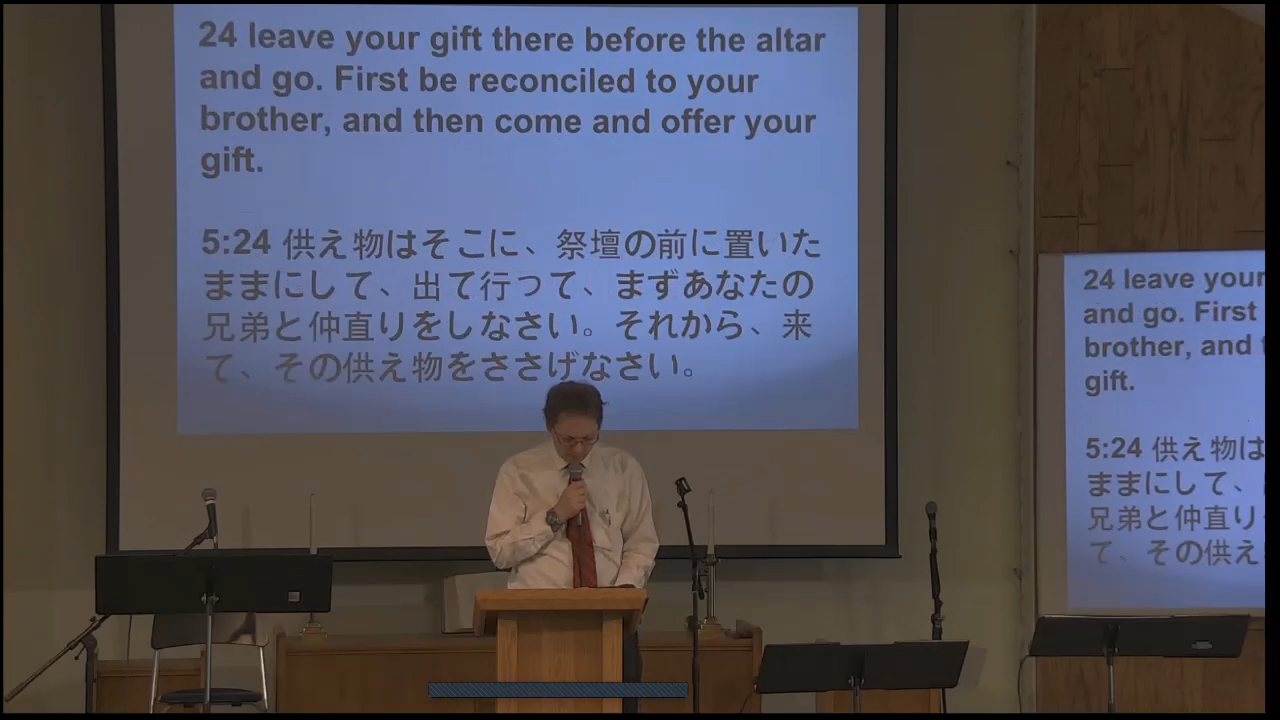 24 leave your gift there before the altar
and go. First be reconciled to your
brother, and then come and offer your
gift.
5:24 供え物はそこに、祭壇の前に置いた
ままにして、出て行って、まずあなたの
兄弟と仲直りをしなさい。それから、来
て、その供え物をささげなさい。
24 leave your
and go. First
brother, and
gift.
5:24 供え物は
ままにして、
兄弟と仲直り
て、その供え